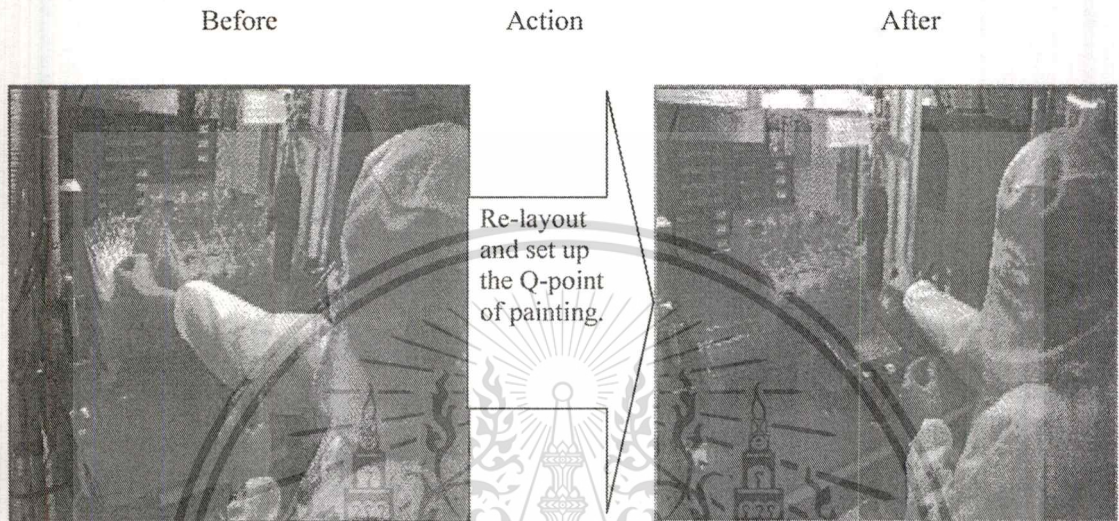 Before Action After
Re-layout
and set up
the Q-point
of painting.